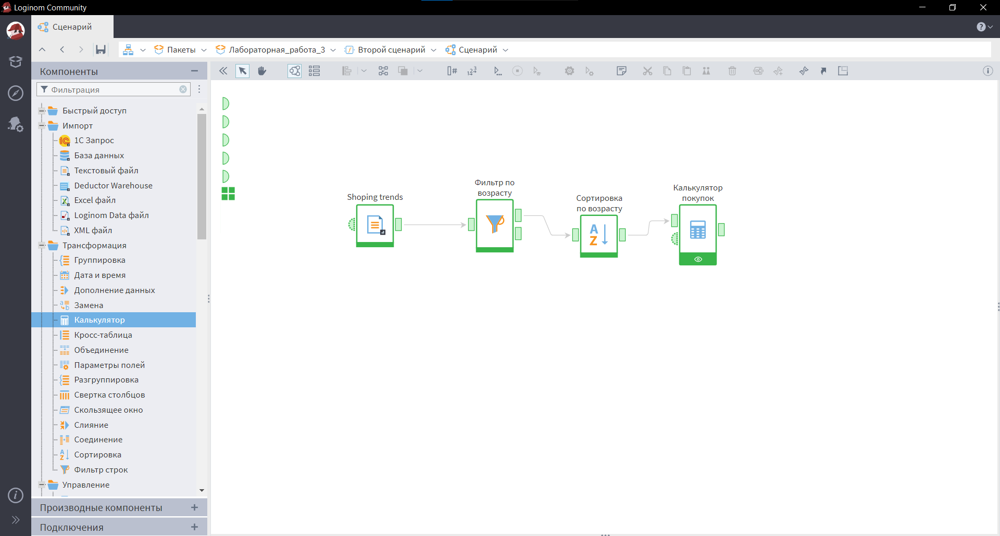 Loginom Community
Сценарий
Пакеты
Лабораторная_работа_3
Второй сценарий
Сценарий
Компоненты
Фильтрация
Быстрый доступ
Импорт
1С Запрос
База данных
Текстовый файл
Deductor Warehouse
Excel файл
Loginom Data файл
XML файл
Трансформация
Группировка
Дата и время
Дополнение данных
Замена
Калькулятор
Кросс-таблица
Объединение
Параметры полей
Разгруппировка
Свертка столбцов
Скользящее окно
Слияние
Соединение
Сортировка
Фильтр строк
Управление
Производные компоненты
Подключения
Shoping trends
Фильтр по
возрасту
Сортировка
по возрасту
Калькулятор
покупок